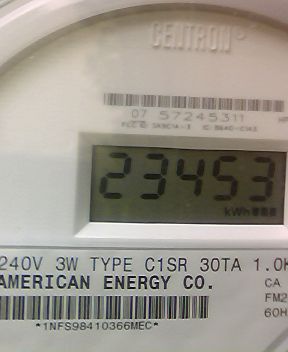 CENTRON®
07 57245311
23453
kWh
240V 3W TYPE C1SR 30TA 1.0K
AMERICAN ENERGY CO.
CA
FM2
60H
*1NFS98410366MEC*